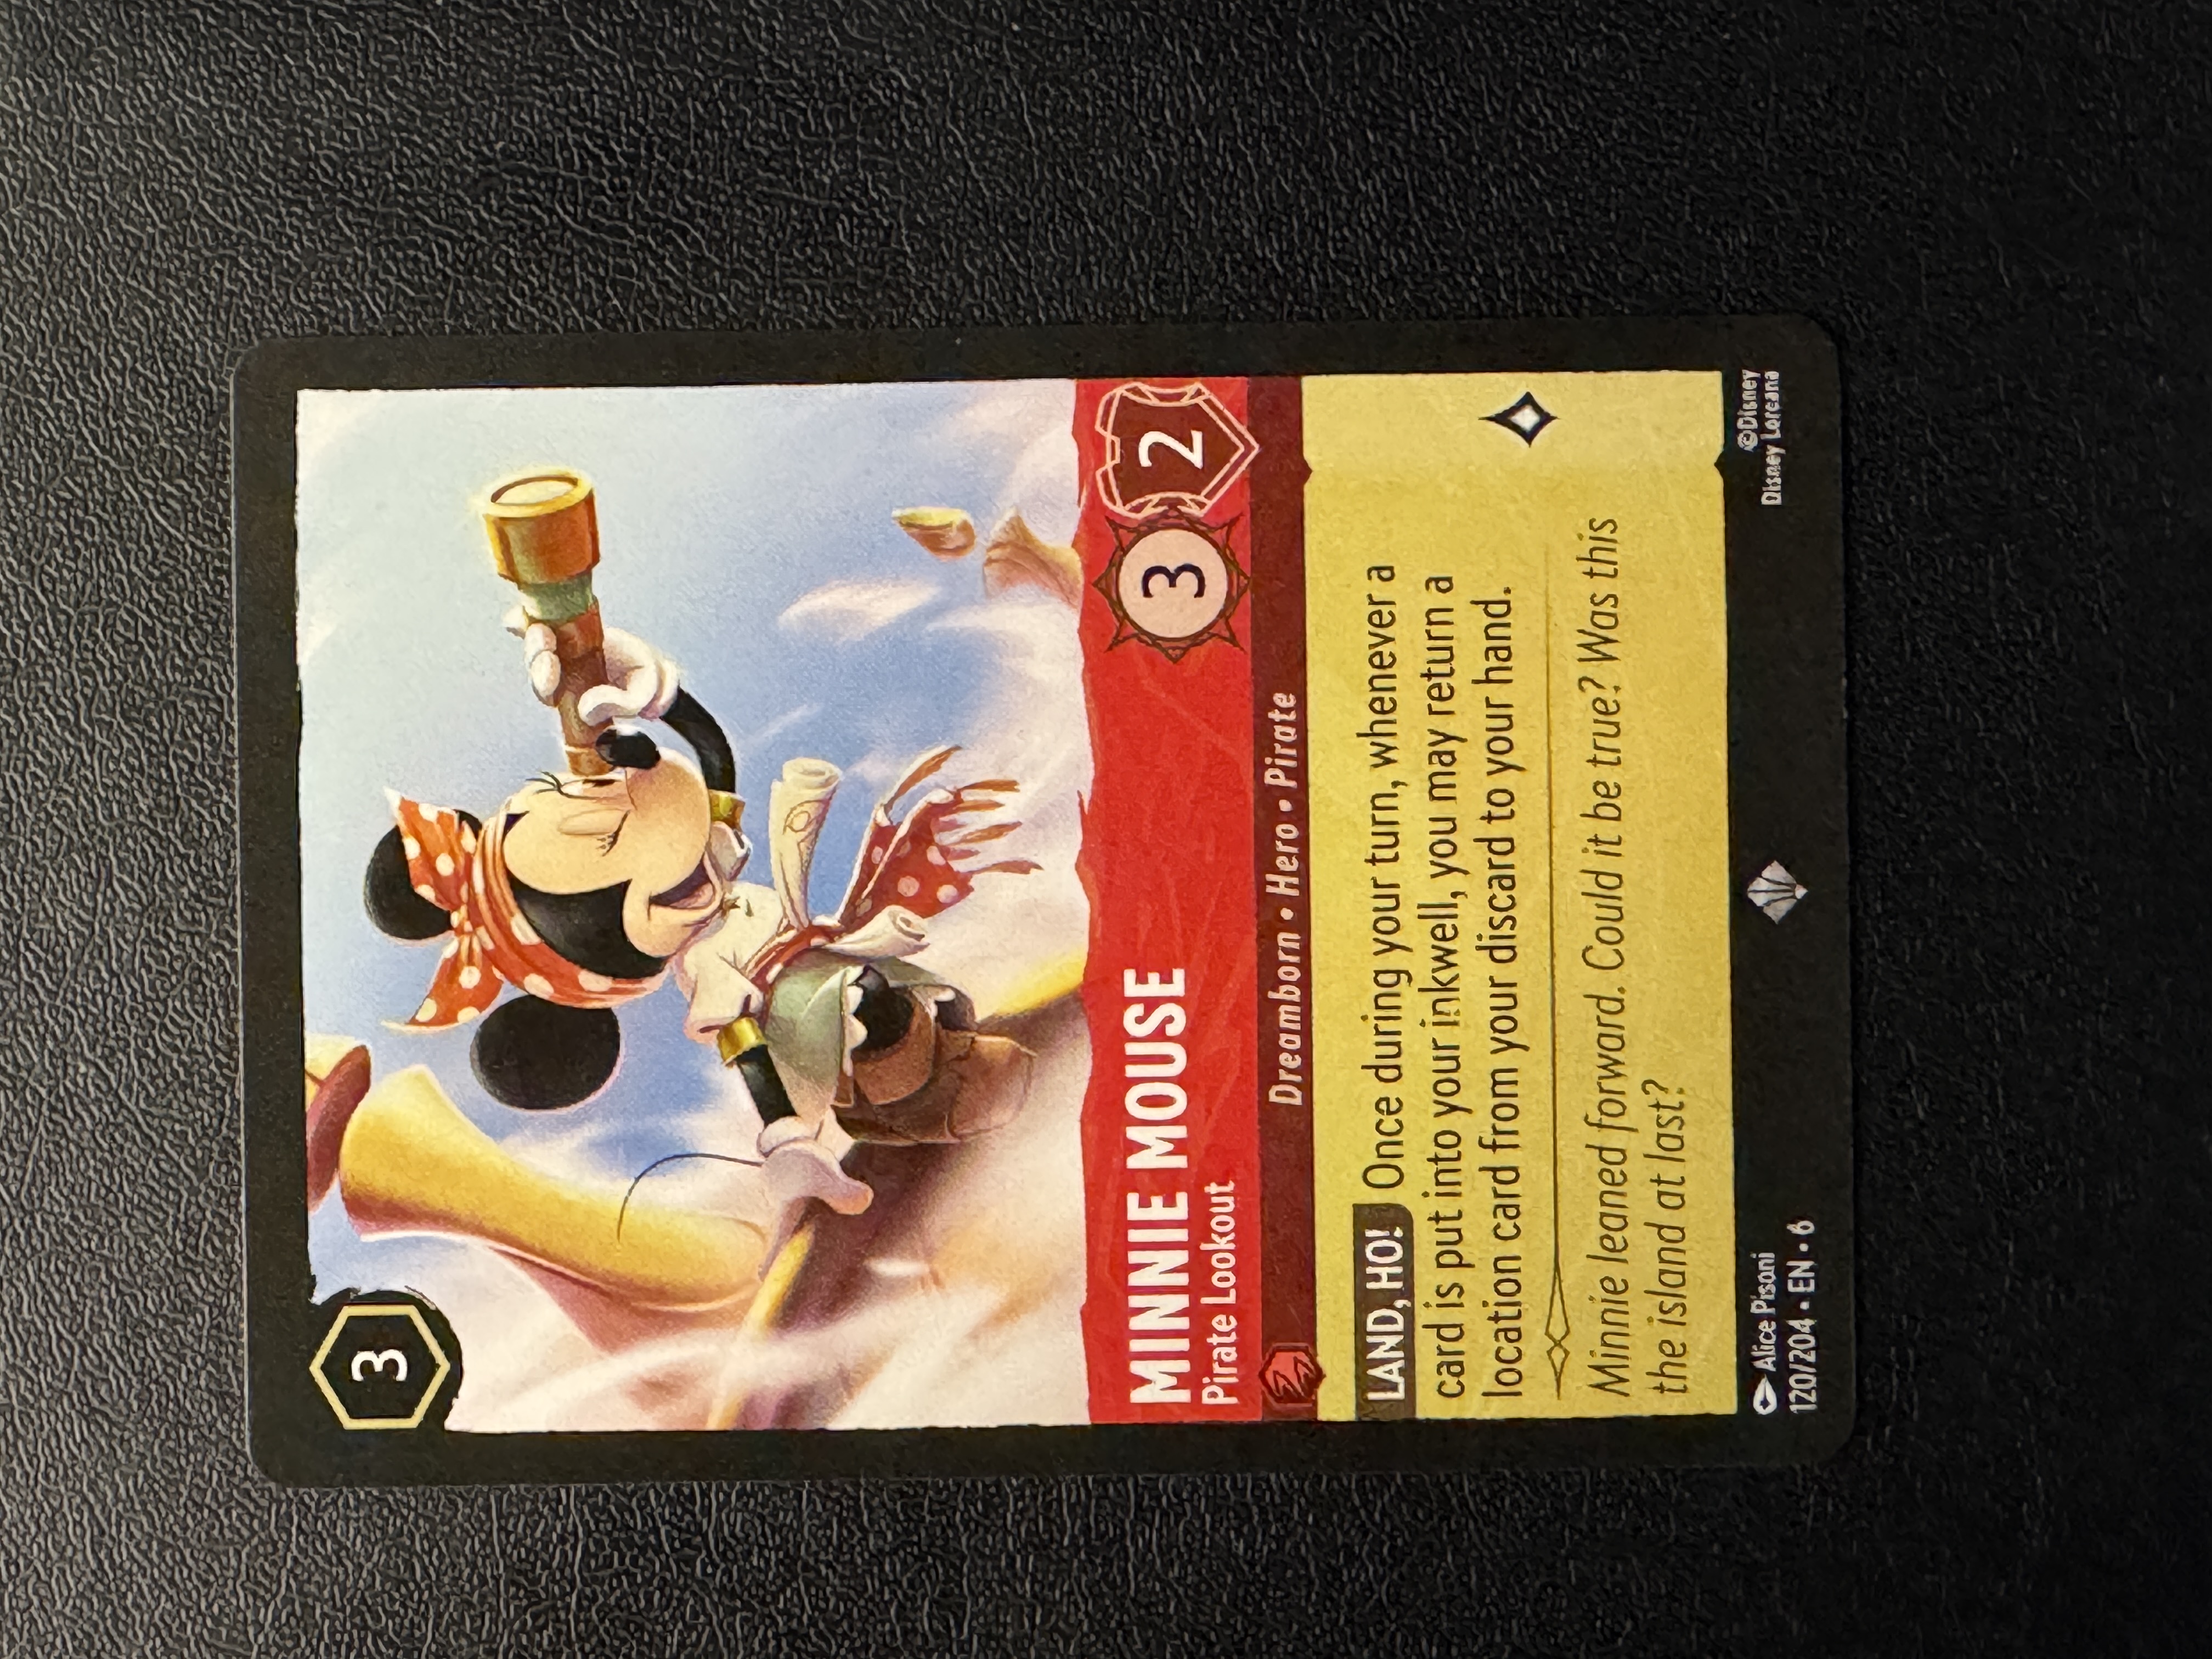 3
MINNIE MOUSE
Pirate Lookout
3
2
Dreamborn • Hero • Pirate
LAND, HO! Once during your turn, whenever a
card is put into your inkwell, you may return a
location card from your discard to your hand.
Minnie leaned forward. Could it be true? Was this
the island at last?
Alice Pisani
120/204 • EN • 6
©Disney
Disney Lorcana